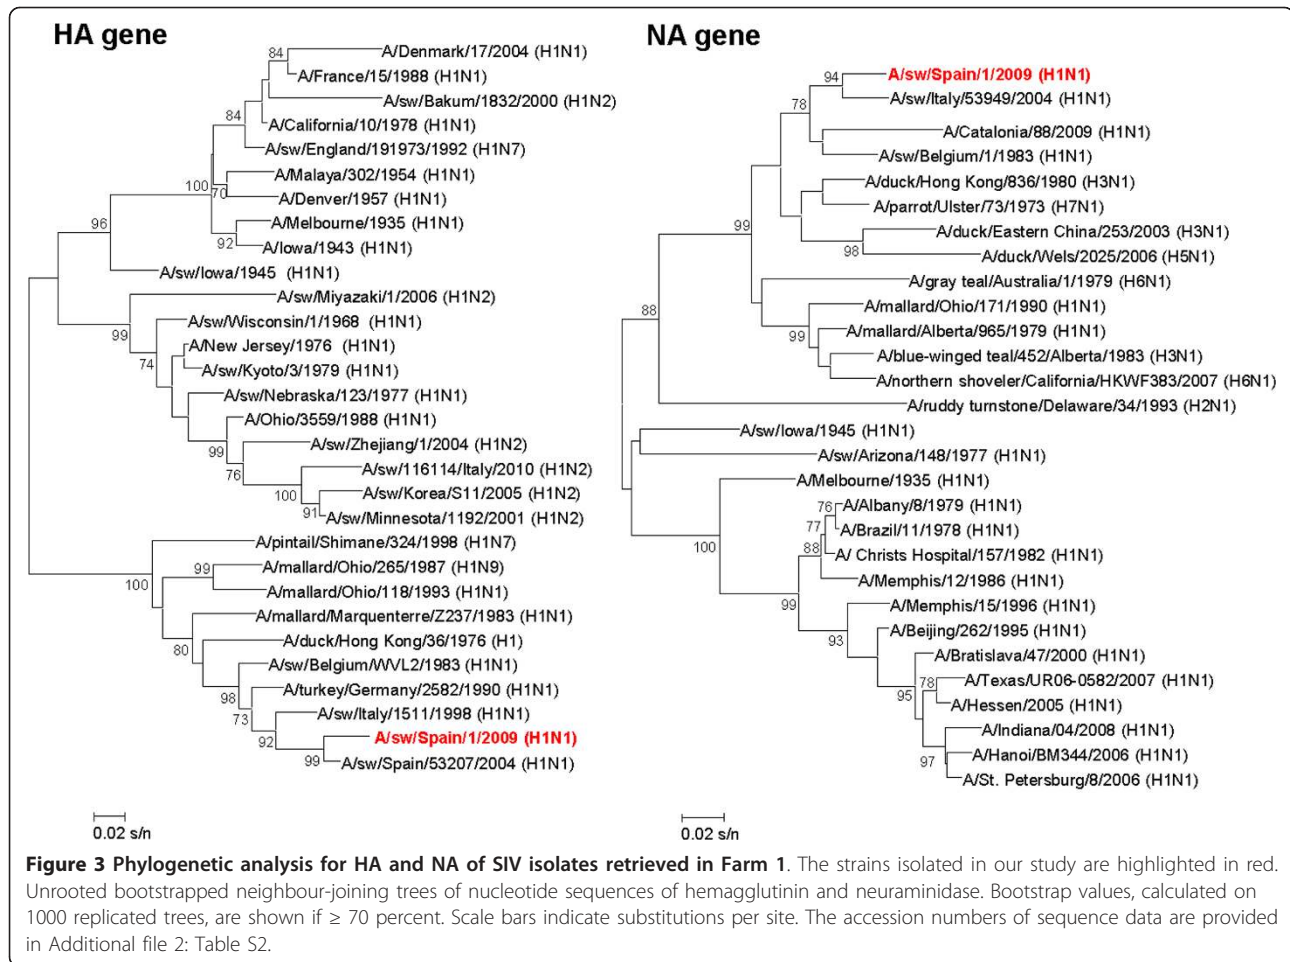 HA gene
84
A/Denmark/17/2004 (H1N1)
A/France/15/1988 (H1N1)
A/sw/Bakum/1832/2000 (H1N2)
84
A/California/10/1978 (H1N1)
A/sw/England/191973/1992 (H1N7)
A/Malaya/302/1954 (H1N1)
100
70
A/Denver/1957 (H1N1)
A/Melbourne/1935 (H1N1)
96
92
A/Iowa/1943 (H1N1)
A/sw/Iowa/1945 (H1N1)
A/sw/Miyazaki/1/2006 (H1N2)
99
A/sw/Wisconsin/1/1968 (H1N1)
A/New Jersey/1976 (H1N1)
74
A/sw/Kyoto/3/1979 (H1N1)
A/sw/Nebraska/123/1977 (H1N1)
A/Ohio/3559/1988 (H1N1)
99
A/sw/Zhejiang/1/2004 (H1N2)
76
A/sw/116114/Italy/2010 (H1N2)
100
A/sw/Korea/S11/2005 (H1N2)
91
A/sw/Minnesota/1192/2001 (H1N2)
A/pintail/Shimane/324/1998 (H1N7)
99
A/mallard/Ohio/265/1987 (H1N9)
100
A/mallard/Ohio/118/1993 (H1N1)
A/mallard/Marquenterre/Z237/1983 (H1N1)
80
A/duck/Hong Kong/36/1976 (H1)
A/sw/Belgium/WVL2/1983 (H1N1)
98
A/turkey/Germany/2582/1990 (H1N1)
73
A/sw/Italy/1511/1998 (H1N1)
92
A/sw/Spain/1/2009 (H1N1)
99
A/sw/Spain/53207/2004 (H1N1)
0.02 s/n
NA gene
94
A/sw/Spain/1/2009 (H1N1)
A/sw/Italy/53949/2004 (H1N1)
78
A/Catalonia/88/2009 (H1N1)
A/sw/Belgium/1/1983 (H1N1)
A/duck/Hong Kong/836/1980 (H3N1)
A/parrot/Ulster/73/1973 (H7N1)
99
A/duck/Eastern China/253/2003 (H3N1)
98
A/duck/Wels/2025/2006 (H5N1)
A/gray teal/Australia/1/1979 (H6N1)
88
A/mallard/Ohio/171/1990 (H1N1)
99
A/mallard/Alberta/965/1979 (H1N1)
A/blue-winged teal/452/Alberta/1983 (H3N1)
A/northern shoveler/California/HKWF383/2007 (H6N1)
A/ruddy turnstone/Delaware/34/1993 (H2N1)
A/sw/Iowa/1945 (H1N1)
A/sw/Arizona/148/1977 (H1N1)
A/Melbourne/1935 (H1N1)
76
A/Albany/8/1979 (H1N1)
77
A/Brazil/11/1978 (H1N1)
100
88
A/ Christs Hospital/157/1982 (H1N1)
A/Memphis/12/1986 (H1N1)
99
A/Memphis/15/1996 (H1N1)
93
A/Beijing/262/1995 (H1N1)
A/Bratislava/47/2000 (H1N1)
78
A/Texas/UR06-0582/2007 (H1N1)
95
A/Hessen/2005 (H1N1)
A/Indiana/04/2008 (H1N1)
97
A/Hanoi/BM344/2006 (H1N1)
A/St. Petersburg/8/2006 (H1N1)
0.02 s/n
Figure 3 Phylogenetic analysis for HA and NA of SIV isolates retrieved in Farm 1. The strains isolated in our study are highlighted in red.
Unrooted bootstrapped neighbour-joining trees of nucleotide sequences of hemagglutinin and neuraminidase. Bootstrap values, calculated on
1000 replicated trees, are shown if ≥ 70 percent. Scale bars indicate substitutions per site. The accession numbers of sequence data are provided
in Additional file 2: Table S2.